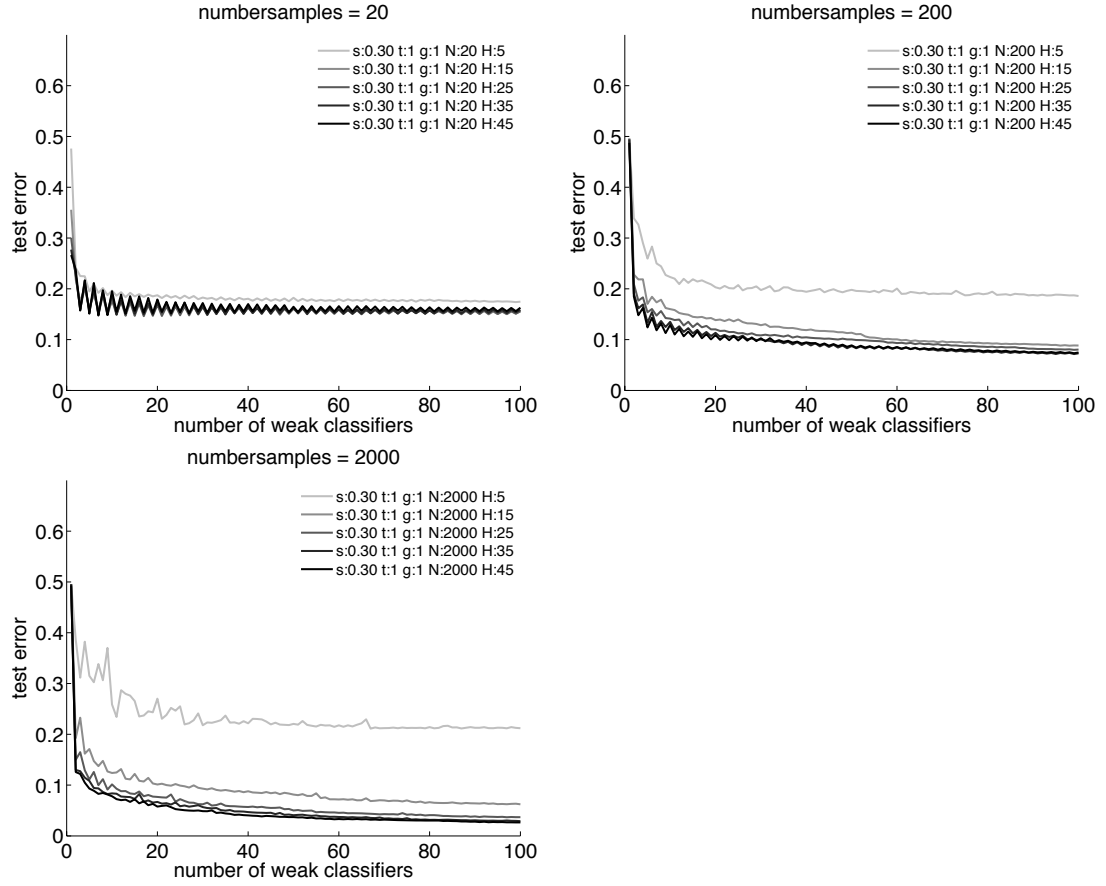 numbersamples = 20
s:0.30 t:1 g:1 N:20 H:5
s:0.30 t:1 g:1 N:20 H:15
s:0.30 t:1 g:1 N:20 H:25
s:0.30 t:1 g:1 N:20 H:35
s:0.30 t:1 g:1 N:20 H:45
0.6
0.5
0.4
0.3
0.2
0.1
0
test error
0 20 40 60 80 100
number of weak classifiers
numbersamples = 200
s:0.30 t:1 g:1 N:200 H:5
s:0.30 t:1 g:1 N:200 H:15
s:0.30 t:1 g:1 N:200 H:25
s:0.30 t:1 g:1 N:200 H:35
s:0.30 t:1 g:1 N:200 H:45
0.6
0.5
0.4
0.3
0.2
0.1
0
test error
0 20 40 60 80 100
number of weak classifiers
numbersamples = 2000
s:0.30 t:1 g:1 N:2000 H:5
s:0.30 t:1 g:1 N:2000 H:15
s:0.30 t:1 g:1 N:2000 H:25
s:0.30 t:1 g:1 N:2000 H:35
s:0.30 t:1 g:1 N:2000 H:45
0.6
0.5
0.4
0.3
0.2
0.1
0
test error
0 20 40 60 80 100
number of weak classifiers